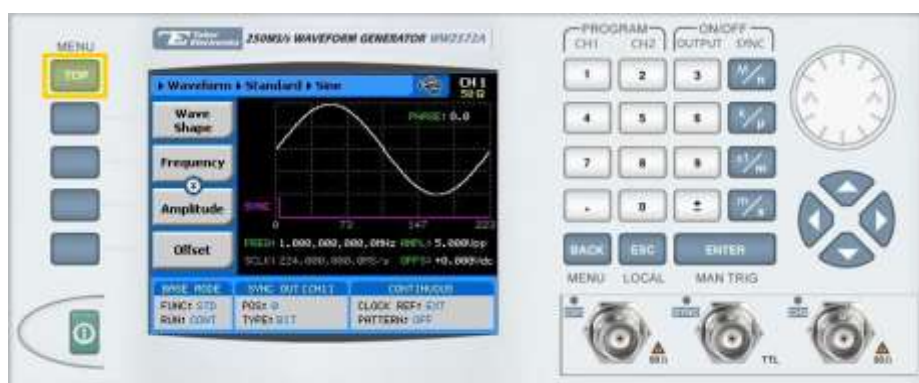 MENU
TOP
Tabor
Electronics
250MS/s WAVEFORM GENERATOR WW2572A
Waveform Standard Sine
CH 1
50 Ω
Wave
Shape
Frequency
Amplitude
Offset
PHASE: 0.0
SYNC
0 73 147 223
FREQ: 1.000,000,000,0MHz AMPL: 5.000Vpp
SCLK: 224.000,000,0MS/s OFFS: +0.000Vdc
BASE MODE
FUNC: STD
RUN: CONT
SYNC OUT (CH1)
POS: 0
TYPE: BIT
CONTINUOUS
CLOCK REF: EXT
PATTERN: OFF
PROGRAM
CH1 CH2
ON/OFF
OUTPUT SYNC
1 2 3 M/n
4 5 6 k/µ
7 8 9 x1/m
. 0 ±
BACK ESC ENTER
MENU LOCAL MAN TRIG
50Ω
TTL
50Ω